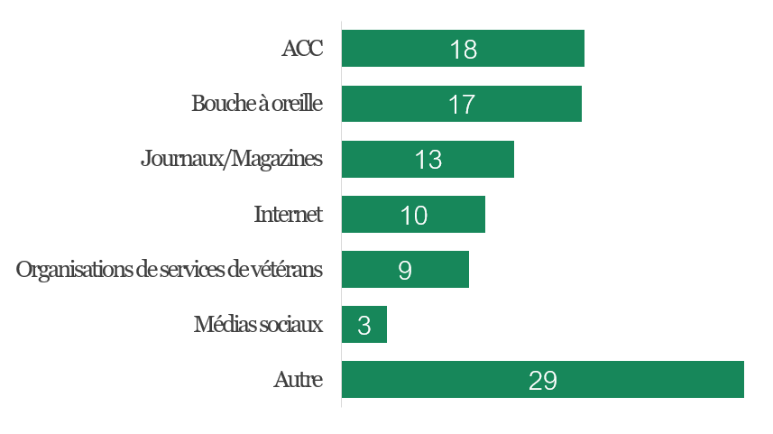 ACC 18
Bouche à oreille 17
Journaux/Magazines 13
Internet 10
Organisations de services de vétérans 9
Médias sociaux 3
Autre 29